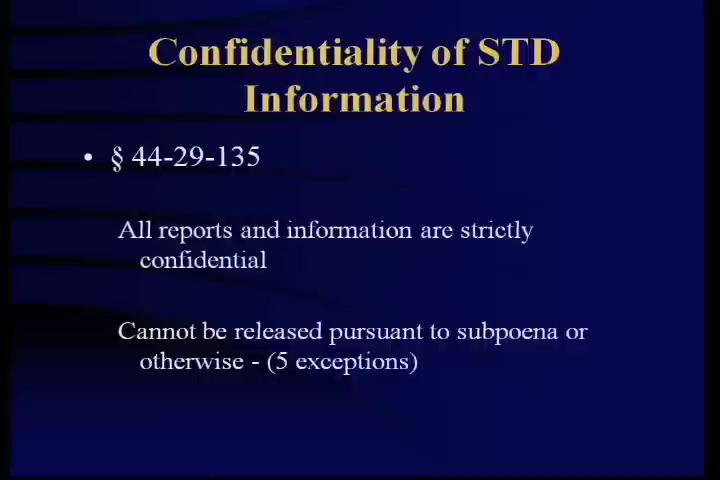 Confidentiality of STD
Information
• § 44-29-135
All reports and information are strictly
confidential
Cannot be released pursuant to subpoena or
otherwise - (5 exceptions)